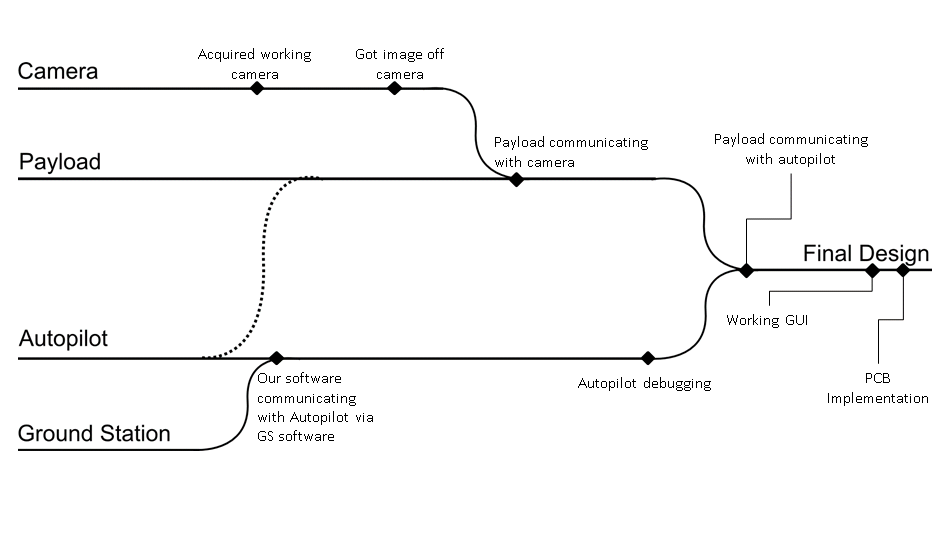 Acquired working
camera
Got image off
camera
Camera
Payload communicating
with camera
Payload communicating
with autopilot
Payload
Final Design
Working GUI
Autopilot
Our software
communicating
with Autopilot via
GS software
Autopilot debugging
PCB
Implementation
Ground Station